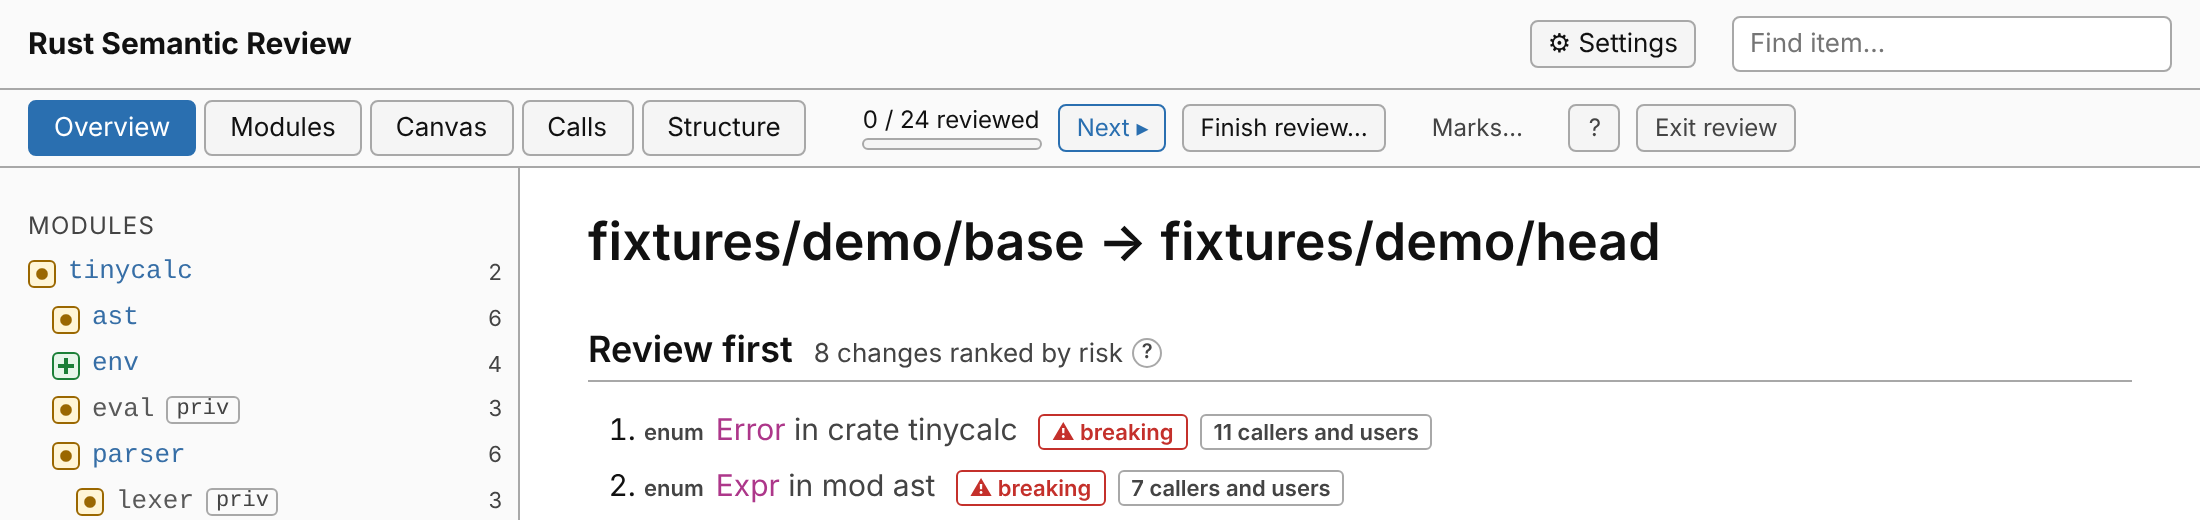 Rust Semantic Review
⚙ Settings
Find item...
Overview
Modules
Canvas
Calls
Structure
0 / 24 reviewed
Next ▸
Finish review...
Marks...
?
Exit review
MODULES
tinycalc 2
ast 6
env 4
eval priv 3
parser 6
lexer priv 3
fixtures/demo/base → fixtures/demo/head
Review first 8 changes ranked by risk ?
1. enum Error in crate tinycalc ⚠ breaking 11 callers and users
2. enum Expr in mod ast ⚠ breaking 7 callers and users